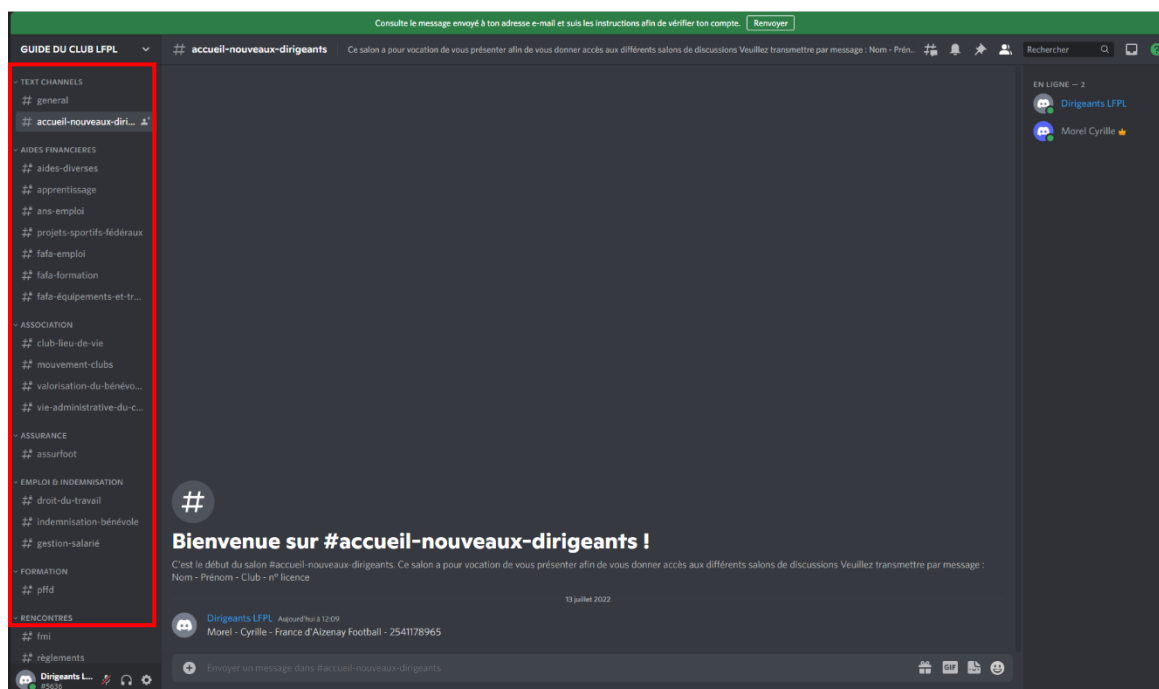 Consulte le message envoyé à ton adresse e-mail et suis les instructions afin de vérifier ton compte. Renvoyer
GUIDE DU CLUB LFPL
accueil-nouveaux-dirigeants
Ce salon a pour vocation de vous présenter afin de vous donner accès aux différents salons de discussions Veuillez transmettre par message : Nom - Prén...
Rechercher
TEXT CHANNELS
general
accueil-nouveaux-diri...
AIDES FINANCIERES
aides-diverses
apprentissage
ans-emploi
projets-sportifs-fédéraux
fafa-emploi
fafa-formation
fafa-équipements-et-tr...
ASSOCIATION
club-lieu-de-vie
mouvement-clubs
valorisation-du-bénévo...
vie-administrative-du-c...
ASSURANCE
assurfoot
EMPLOI & INDEMNISATION
droit-du-travail
indemnisation-bénévole
gestion-salarié
FORMATION
pffd
RENCONTRES
fmi
règlements
Dirigeants L...
#5636
Bienvenue sur #accueil-nouveaux-dirigeants !
C'est le début du salon #accueil-nouveaux-dirigeants. Ce salon a pour vocation de vous présenter afin de vous donner accès aux différents salons de discussions Veuillez transmettre par message :
Nom - Prénom - Club - n° licence
13 juillet 2022
Dirigeants LFPL Aujourd'hui à 12:09
Morel - Cyrille - France d'Aizenay Football - 2541178965
Envoyer un message dans #accueil-nouveaux-dirigeants
GIF
EN LIGNE — 2
Dirigeants LFPL
Morel Cyrille